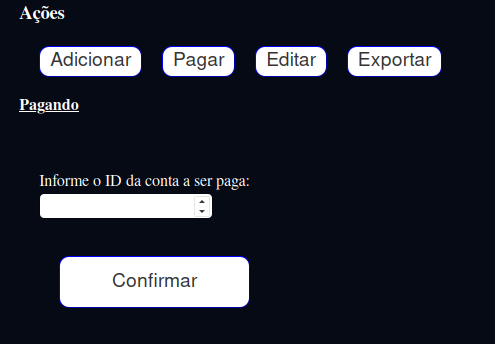 Ações
Adicionar Pagar Editar Exportar
Pagando
Informe o ID da conta a ser paga:
Confirmar